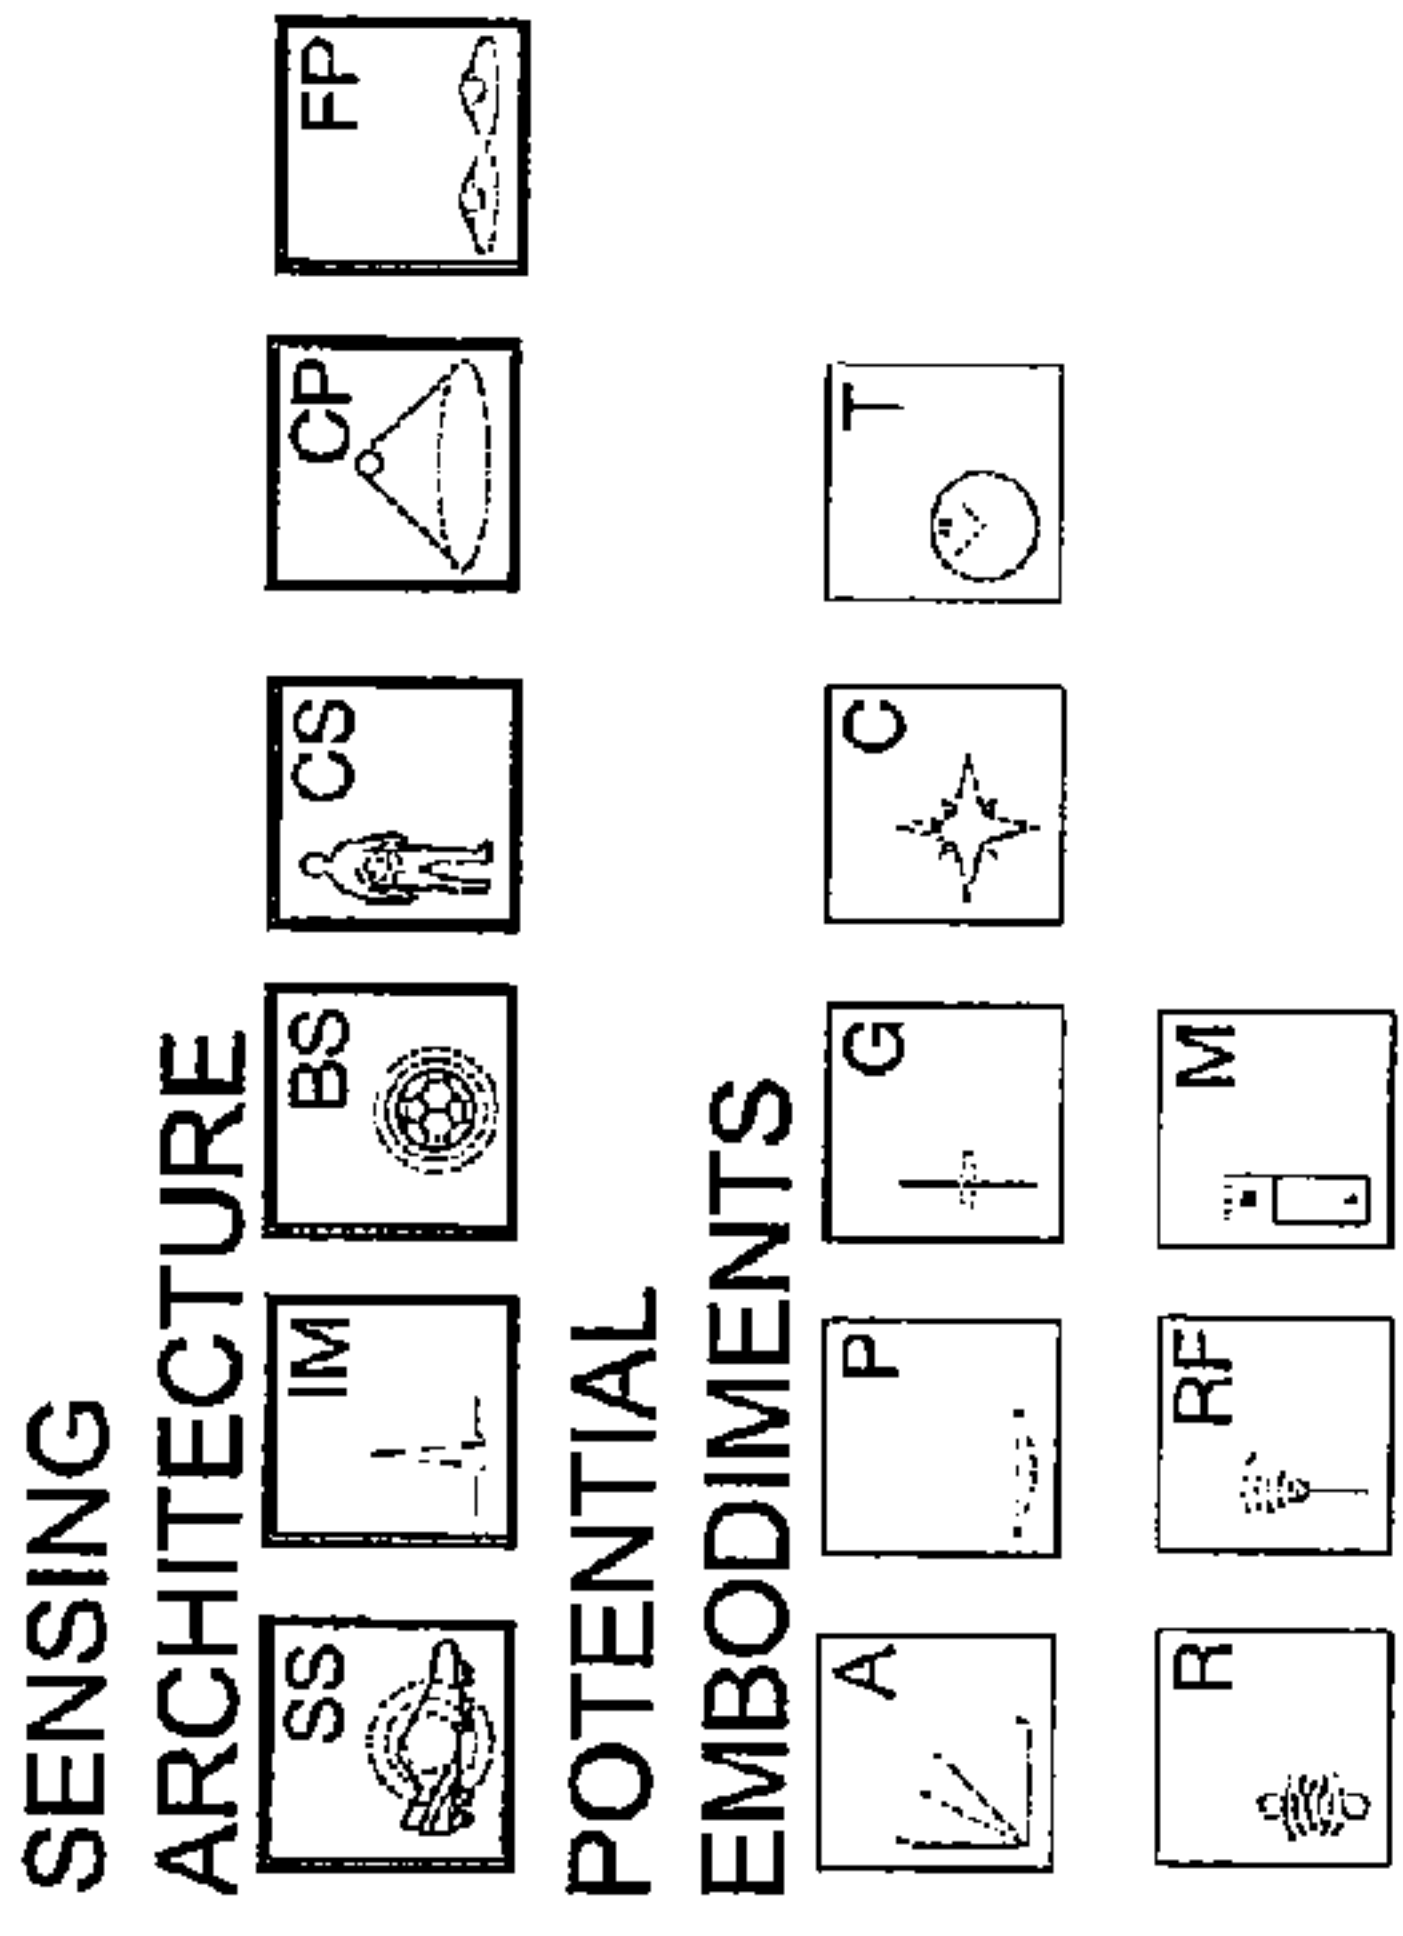 SENSING
ARCHITECTURE
SS IM BS CS CP FP
POTENTIAL
EMBODIMENTS
A P G C T
R RF M